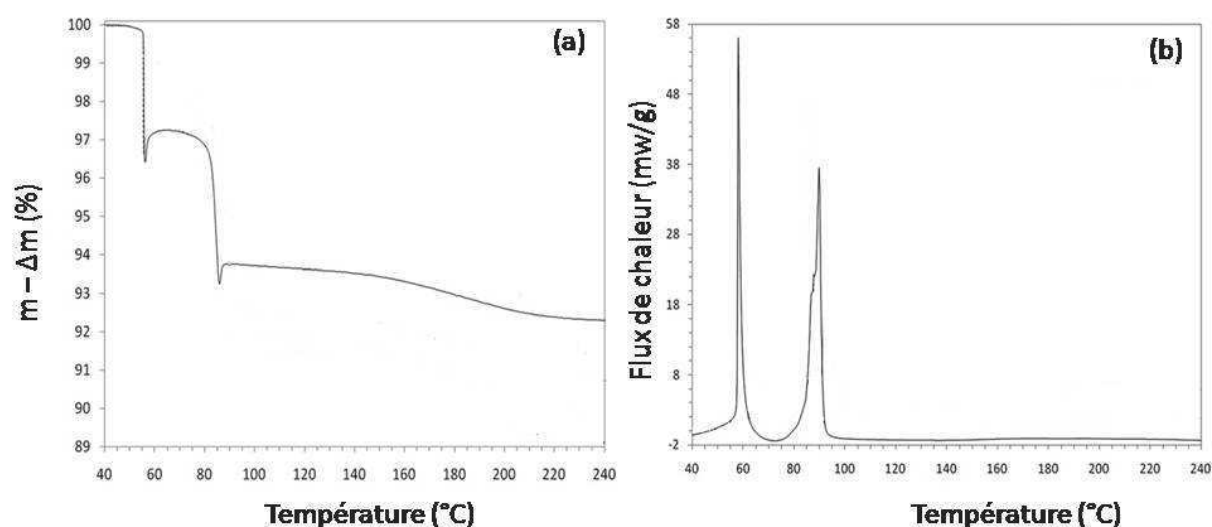 (a)
m – Δm (%)
100
99
98
97
96
95
94
93
92
91
90
89
40 60 80 100 120 140 160 180 200 220 240
Température (°C)
(b)
Flux de chaleur (mw/g)
58
48
38
28
18
8
-2
40 60 80 100 120 140 160 180 200 220 240
Température (°C)